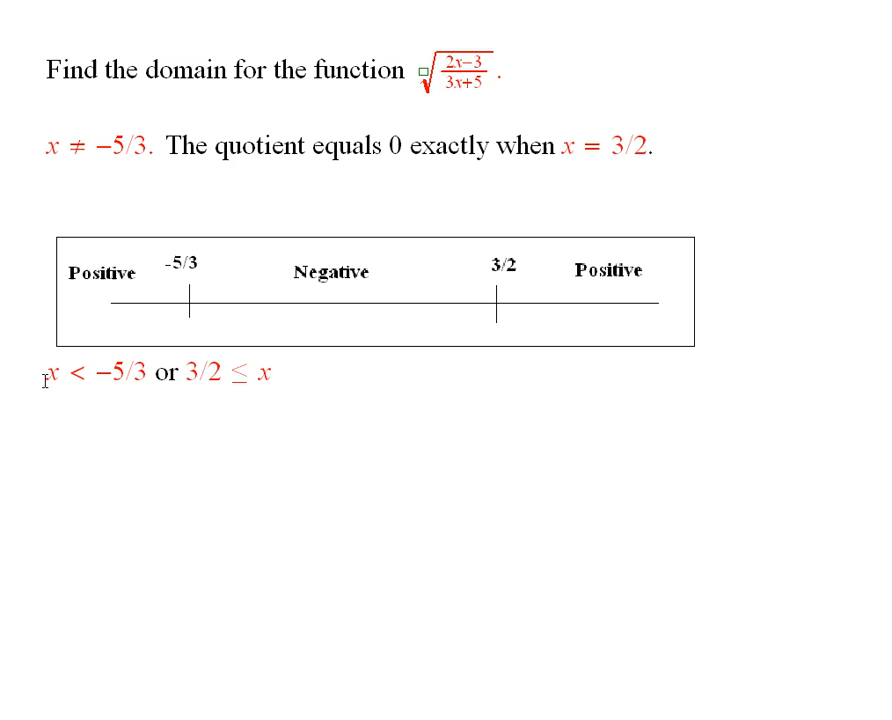 Find the domain for the function √((2x−3)/(3x+5)).
x ≠ −5/3. The quotient equals 0 exactly when x = 3/2.
Positive -5/3 Negative 3/2 Positive
x < −5/3 or 3/2 ≤ x